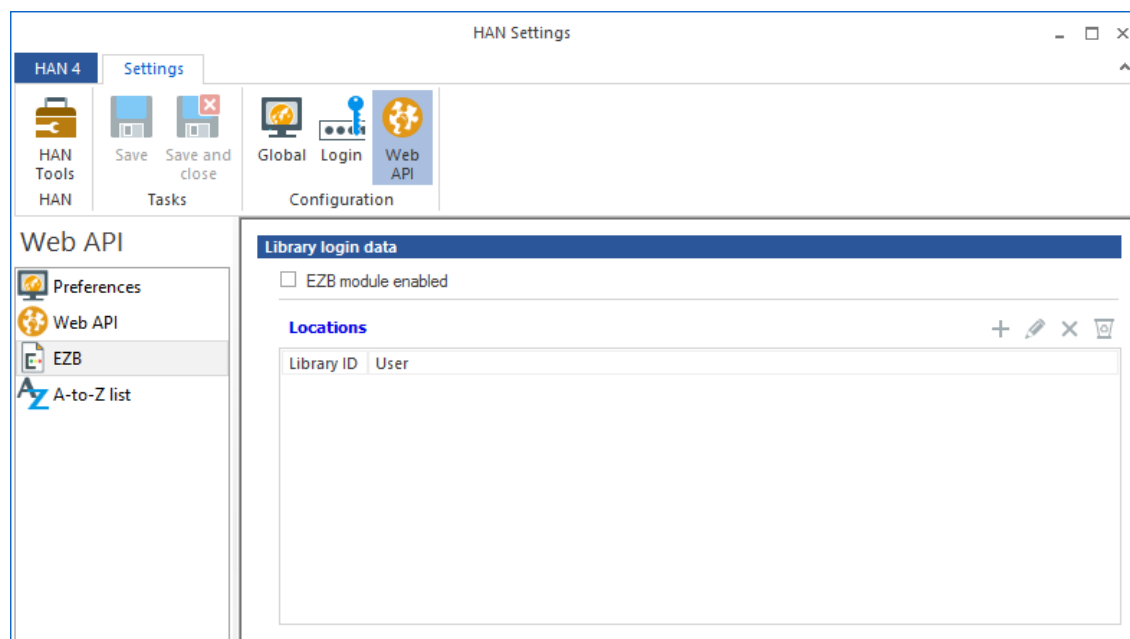 HAN Settings
HAN 4 Settings
HAN Tools Save Save and close Global Login Web API
HAN Tasks Configuration
Web API
Preferences
Web API
EZB
A-to-Z list
Library login data
EZB module enabled
Locations
Library ID User